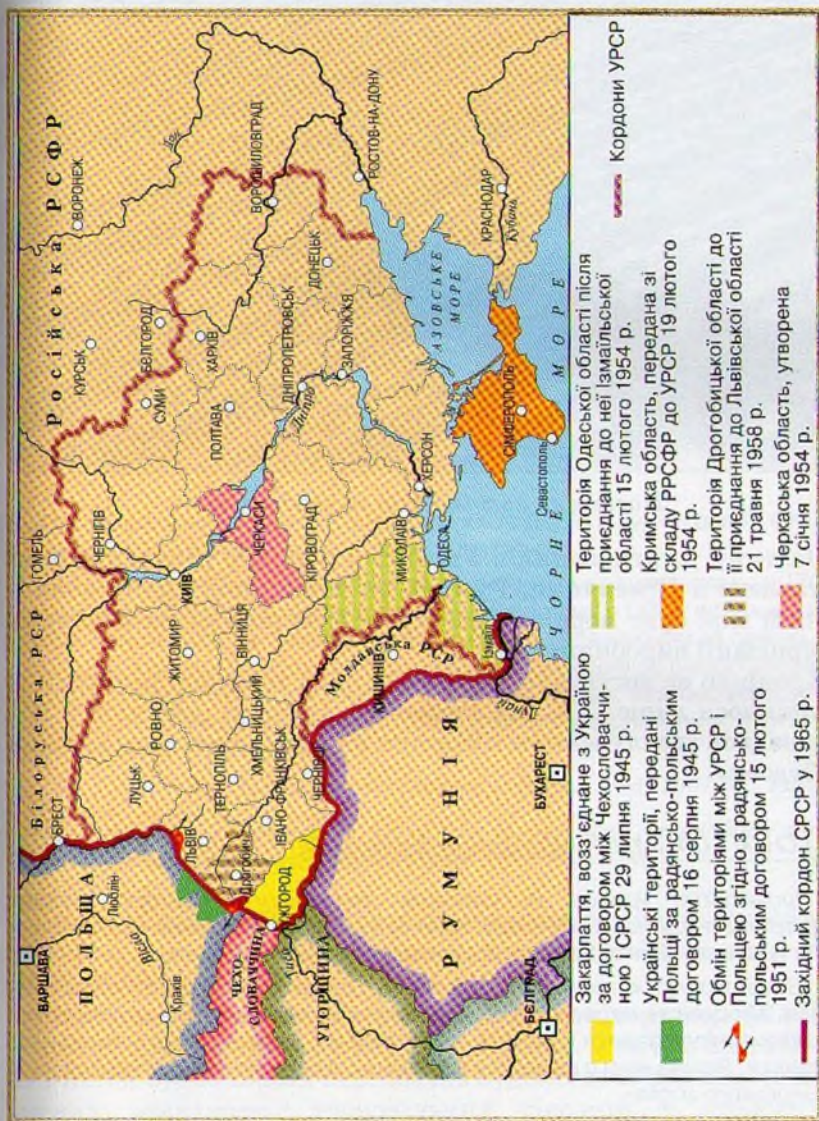 Російська РСФР
Білоруська РСР
ВОРОНЕЖ
Дон
КУРСЬК
ГОМЕЛЬ
БЄЛГОРОД
ВОРОШИЛОВГРАД
СУМИ
ХАРКІВ
ЧЕРНІГІВ
РОСТОВ-НА-ДОНУ
БРЕСТ
КИЇВ
ПОЛТАВА
ДОНЕЦЬК
ЛУЦЬК
РОВНО
ЖИТОМИР
ЧЕРКАСИ
Дніпро
ДНІПРОПЕТРОВСЬК
ЗАПОРІЖЖЯ
ВАРШАВА
ПОЛЬЩА
Люблін
Вісла
Краків
ЛЬВІВ
ТЕРНОПІЛЬ
ХМЕЛЬНИЦЬКИЙ
ВІННИЦЯ
КІРОВОГРАД
АЗОВСЬКЕ
МОРЕ
КРАСНОДАР
Кубань
Дрогобич
ІВАНО-ФРАНКІВСЬК
ЧЕРНІВЦІ
УЖГОРОД
ЧЕХО-
СЛОВАЧЧИНА
УГОРЩИНА
Молдавська РСР
КИШИНІВ
МИКОЛАЇВ
ХЕРСОН
ОДЕСА
СІМФЕРОПОЛЬ
Севастополь
РУМУНІЯ
Ізмаїл
Дунай
ЧОРНЕ МОРЕ
БУХАРЕСТ
БЄЛГРАД
Закарпаття, возз'єднане з Україною
за договором між Чехословаччи-
ною і СРСР 29 липня 1945 р.
Українські території, передані
Польщі за радянсько-польським
договором 16 серпня 1945 р.
Обмін територіями між УРСР і
Польщею згідно з радянсько-
польським договором 15 лютого
1951 р.
Західний кордон СРСР у 1965 р.
Територія Одеської області після
приєднання до неї Ізмаїльської
області 15 лютого 1954 р.
Кримська область, передана зі
складу РРСФР до УРСР 19 лютого
1954 р.
Територія Дрогобицької області до
її приєднання до Львівської області
21 травня 1958 р.
Черкаська область, утворена
7 січня 1954 р.
Кордони УРСР